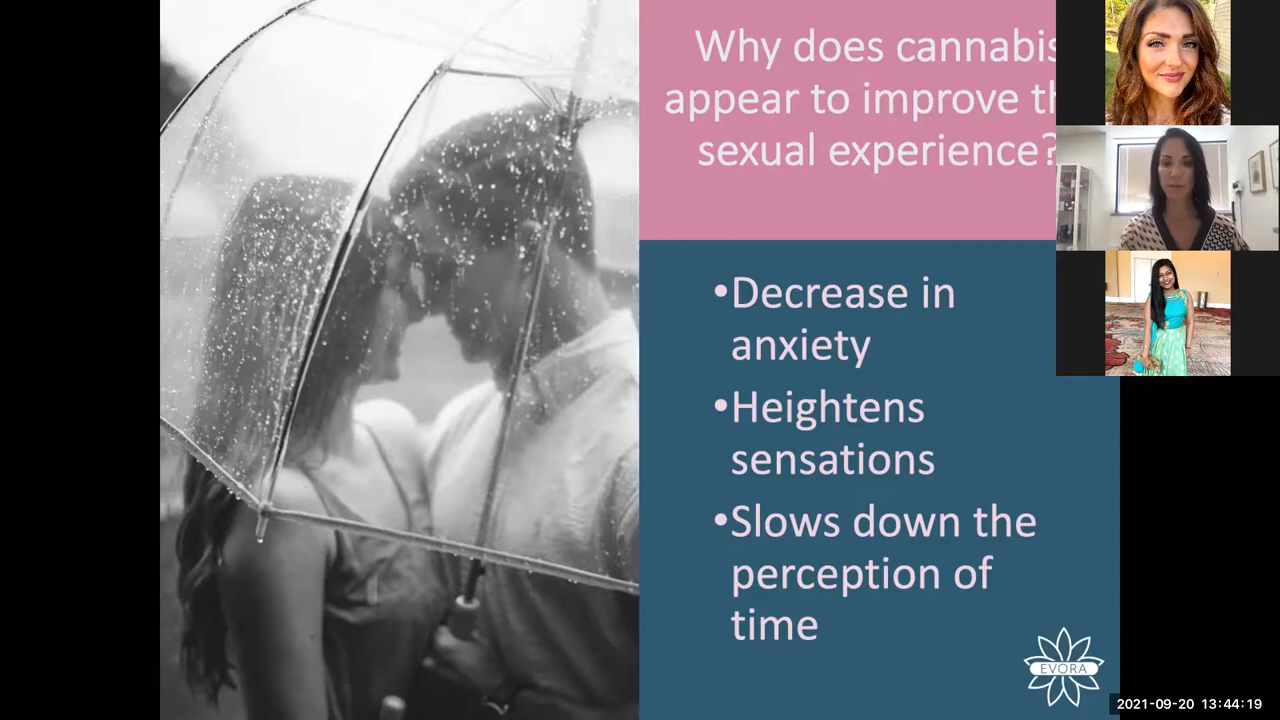 Why does cannabis
appear to improve th
sexual experience?
•Decrease in
anxiety
•Heightens
sensations
•Slows down the
perception of
time
EVORA
2021-09-20 13:44:19